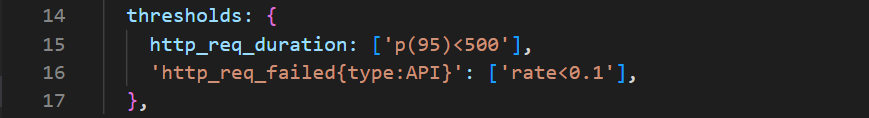 14 thresholds: {
15 http_req_duration: ['p(95)<500'],
16 'http_req_failed{type:API}': ['rate<0.1'],
17 },